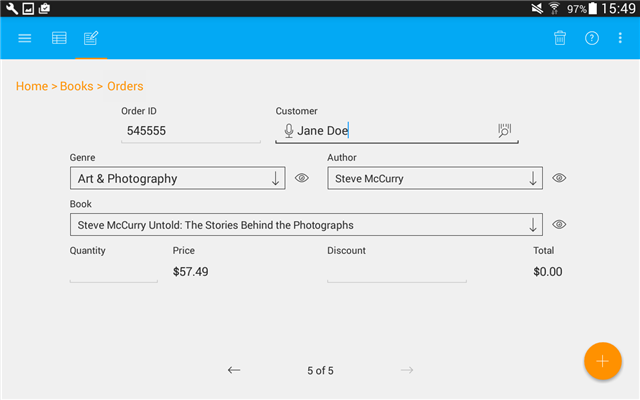 97% 15:49
Home > Books > Orders
Order ID Customer
545555 Jane Doe
Genre Author
Art & Photography Steve McCurry
Book
Steve McCurry Untold: The Stories Behind the Photographs
Quantity Price Discount Total
$57.49 $0.00
5 of 5